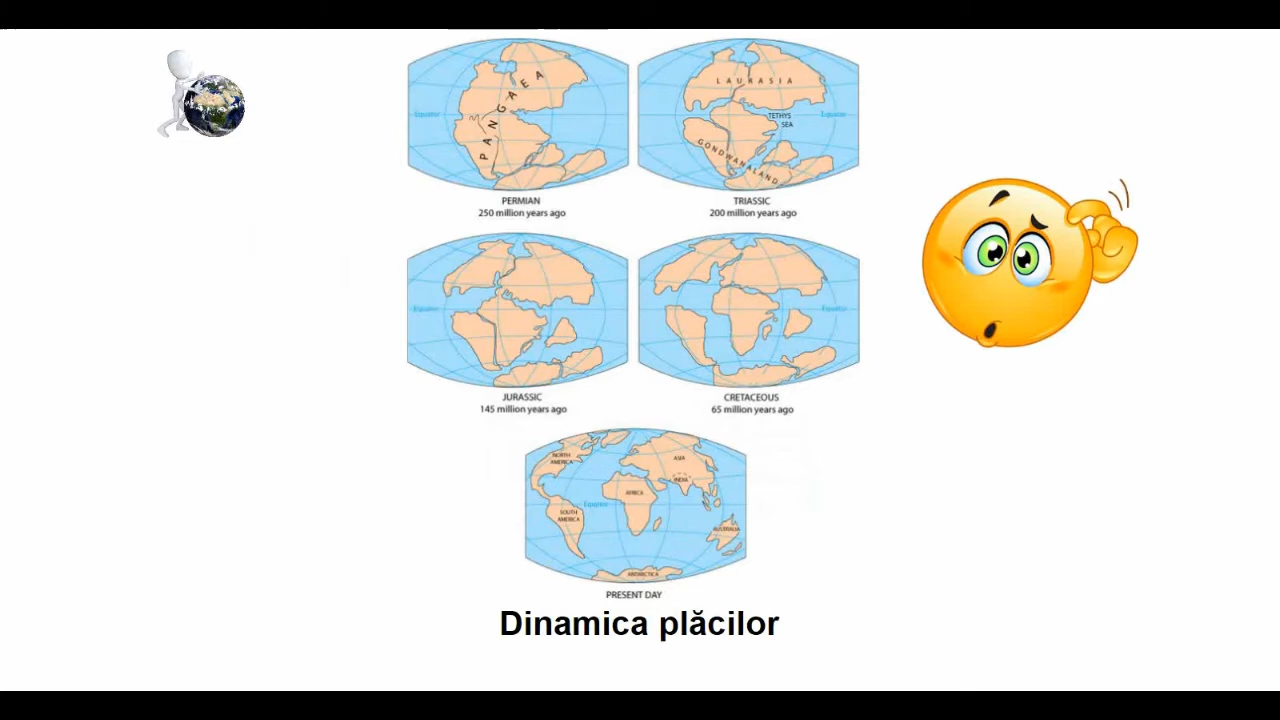 Equator
PANGAEA
PERMIAN
250 million years ago
LAURASIA
TETHYS
SEA
Equator
GONDWANALAND
TRIASSIC
200 million years ago
Equator
JURASSIC
145 million years ago
Equator
CRETACEOUS
65 million years ago
NORTH
AMERICA
ASIA
INDIA
AFRICA
Equator
SOUTH
AMERICA
AUSTRALIA
ANTARCTICA
PRESENT DAY
Dinamica plăcilor